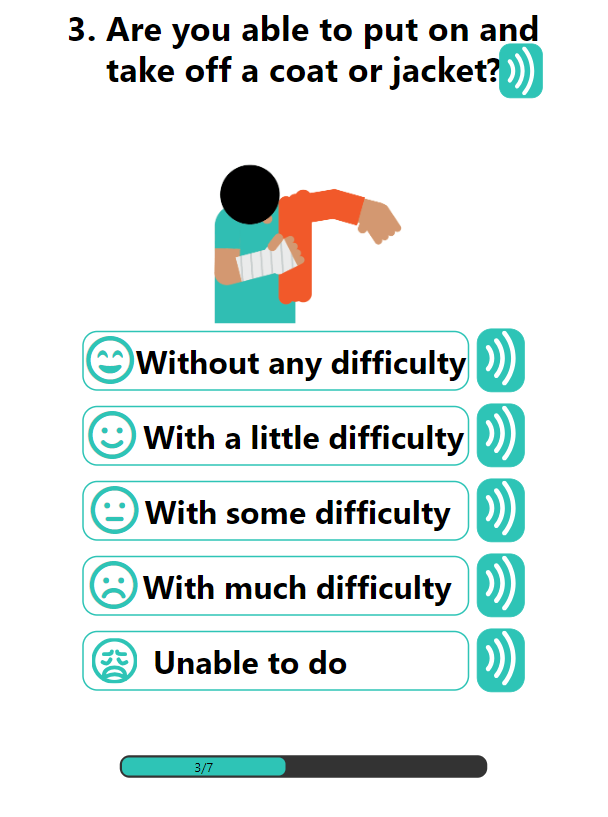 3. Are you able to put on and
take off a coat or jacket?
Without any difficulty
With a little difficulty
With some difficulty
With much difficulty
Unable to do
3/7